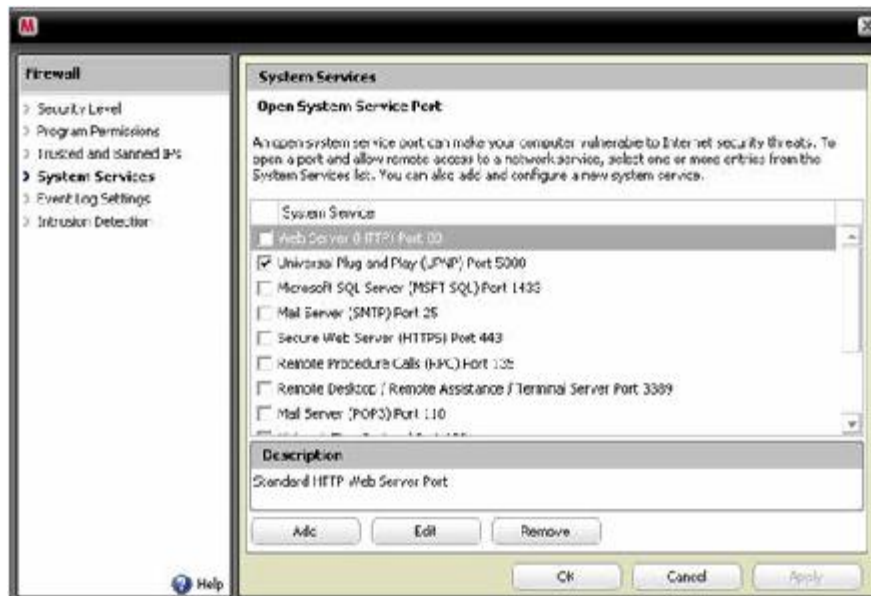 M
Firewall
Security Level
Program Permissions
Trusted and Banned IPs
System Services
Event Log Settings
Intrusion Detection
Help
System Services
Open System Service Port
An open system service port can make your computer vulnerable to Internet security threats. To
open a port and allow remote access to a network service, select one or more entries from the
System Services list. You can also add and configure a new system service.
System Service
Web Server (HTTP) Port 80
Universal Plug and Play (UPNP) Port 5000
Microsoft SQL Server (MSFT SQL) Port 1433
Mail Server (SMTP) Port 25
Secure Web Server (HTTPS) Port 443
Remote Procedure Calls (RPC) Port 135
Remote Desktop / Remote Assistance / Terminal Server Port 3389
Mail Server (POP3) Port 110
Description
Standard HTTP Web Server Port
Add
Edit
Remove
OK
Cancel
Apply